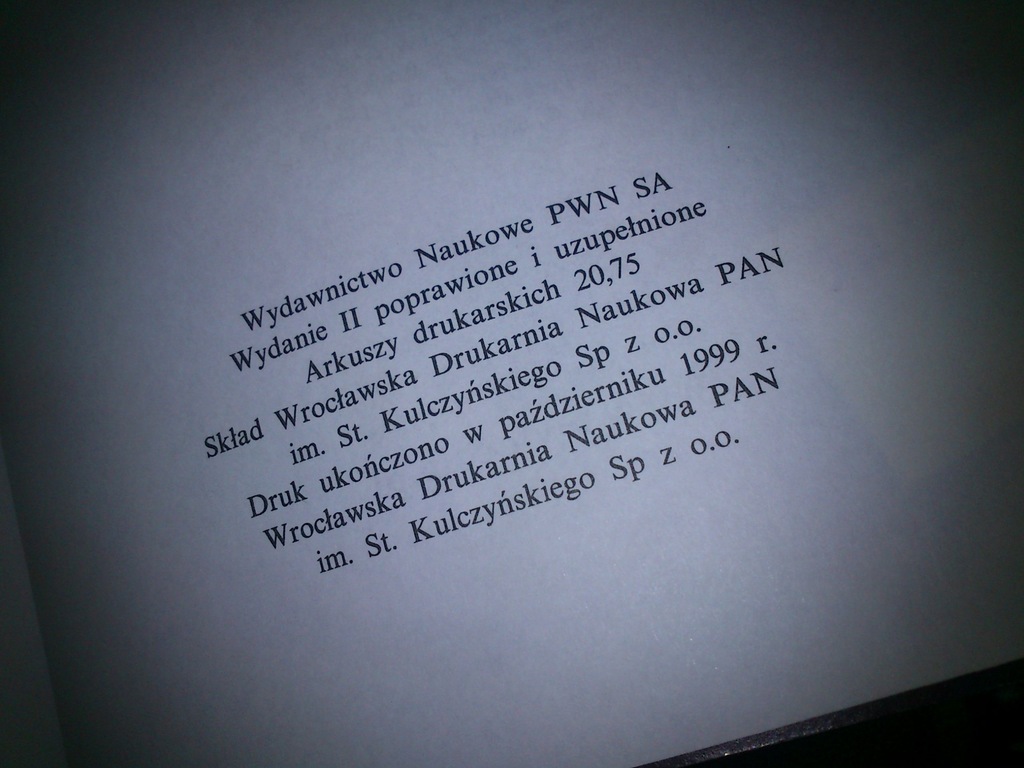 Wydawnictwo Naukowe PWN SA
Wydanie II poprawione i uzupełnione
Arkuszy drukarskich 20,75
Skład Wrocławska Drukarnia Naukowa PAN
im. St. Kulczyńskiego Sp z o.o.
Druk ukończono w październiku 1999 r.
Wrocławska Drukarnia Naukowa PAN
im. St. Kulczyńskiego Sp z o.o.